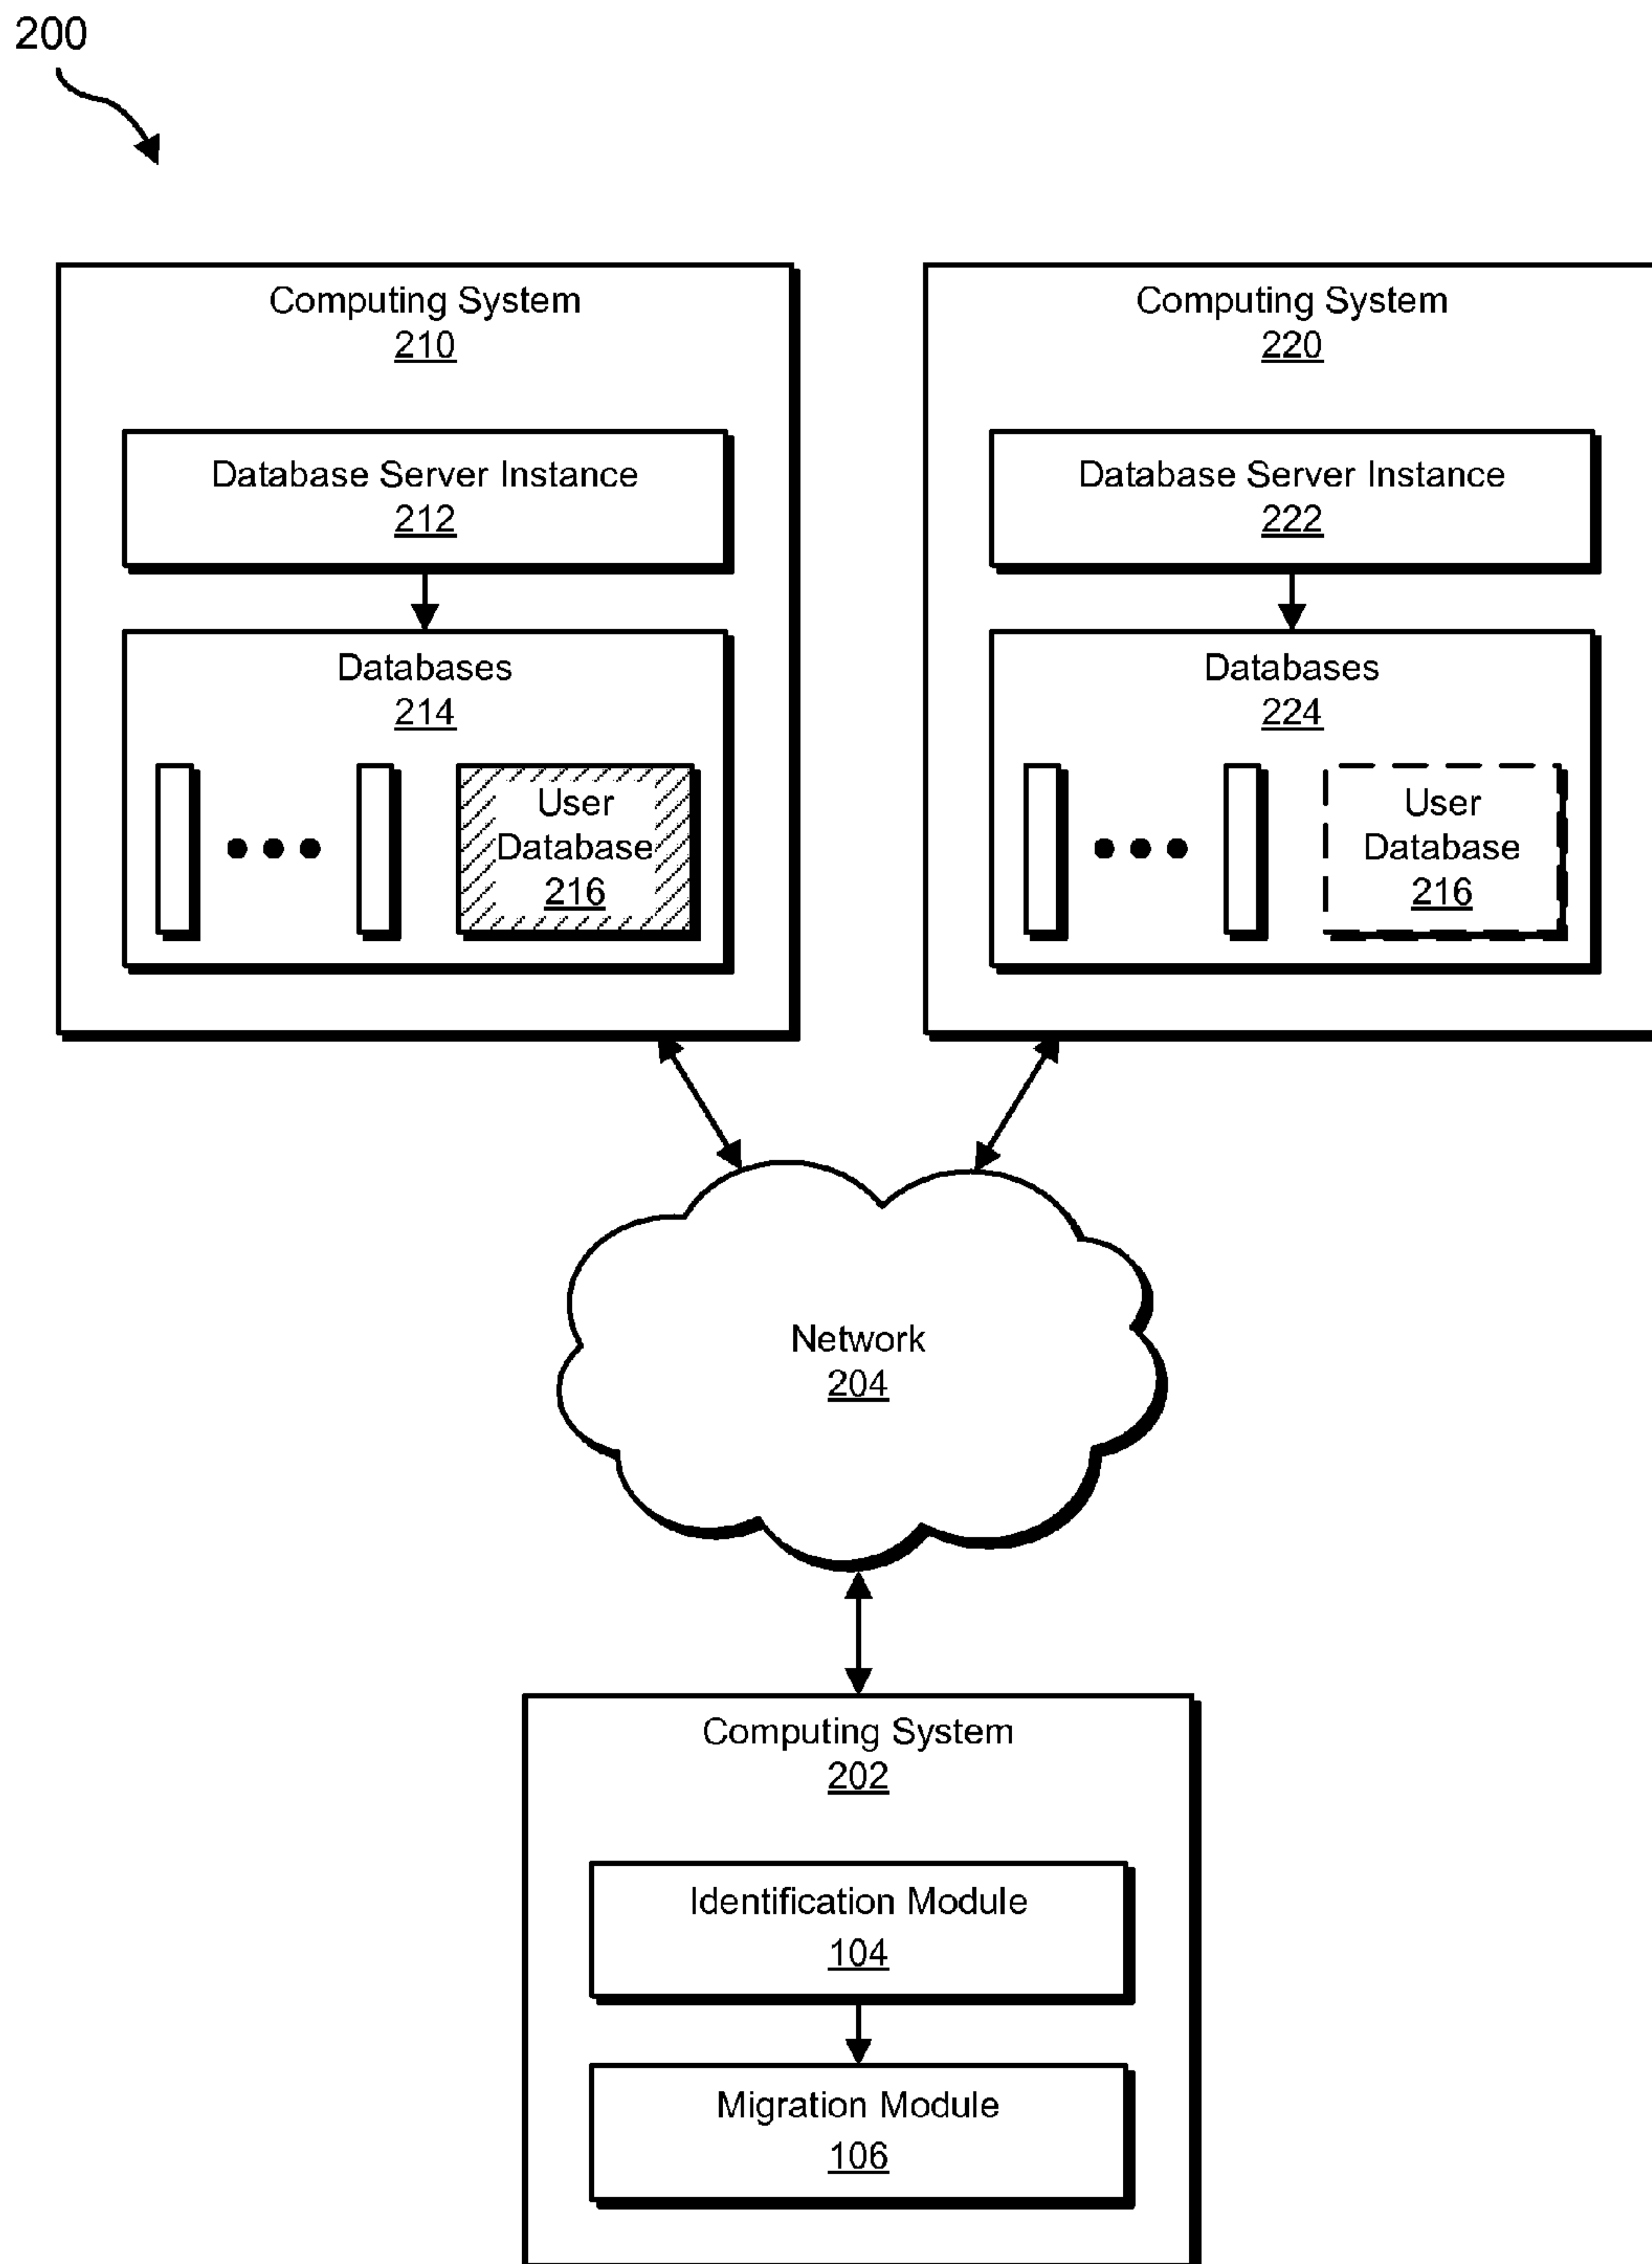 200
Computing System
210
Database Server Instance
212
Databases
214
User
Database
216
Computing System
220
Database Server Instance
222
Databases
224
User
Database
216
Network
204
Computing System
202
Identification Module
104
Migration Module
106